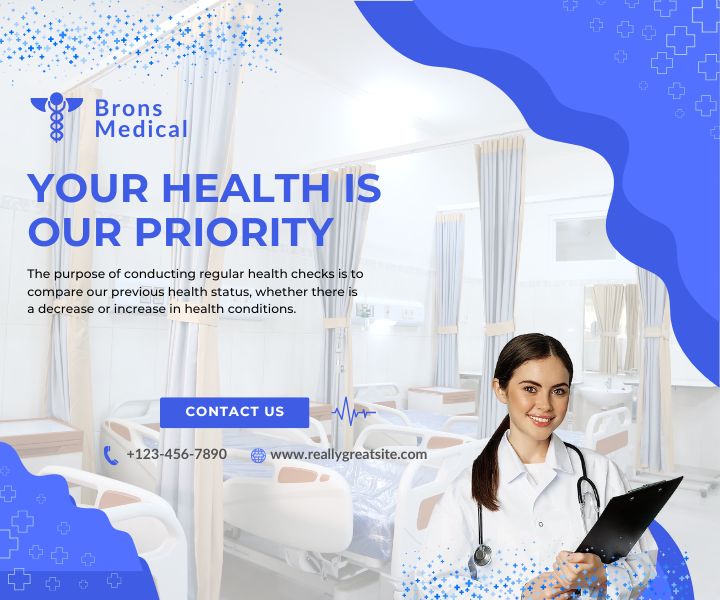 Brons
Medical
YOUR HEALTH IS
OUR PRIORITY
The purpose of conducting regular health checks is to
compare our previous health status, whether there is
a decrease or increase in health conditions.
CONTACT US
+123-456-7890 www.reallygreatsite.com